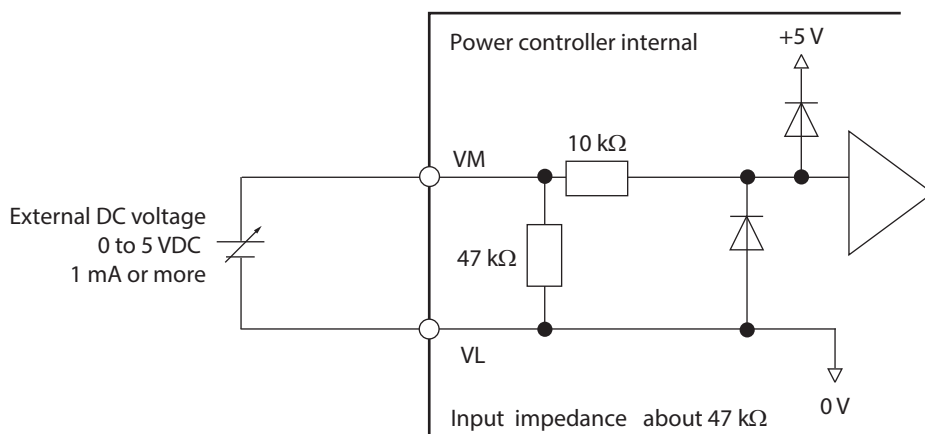 Power controller internal
+5 V
10 kΩ
VM
External DC voltage
0 to 5 VDC
1 mA or more
47 kΩ
VL
0 V
Input impedance about 47 kΩ